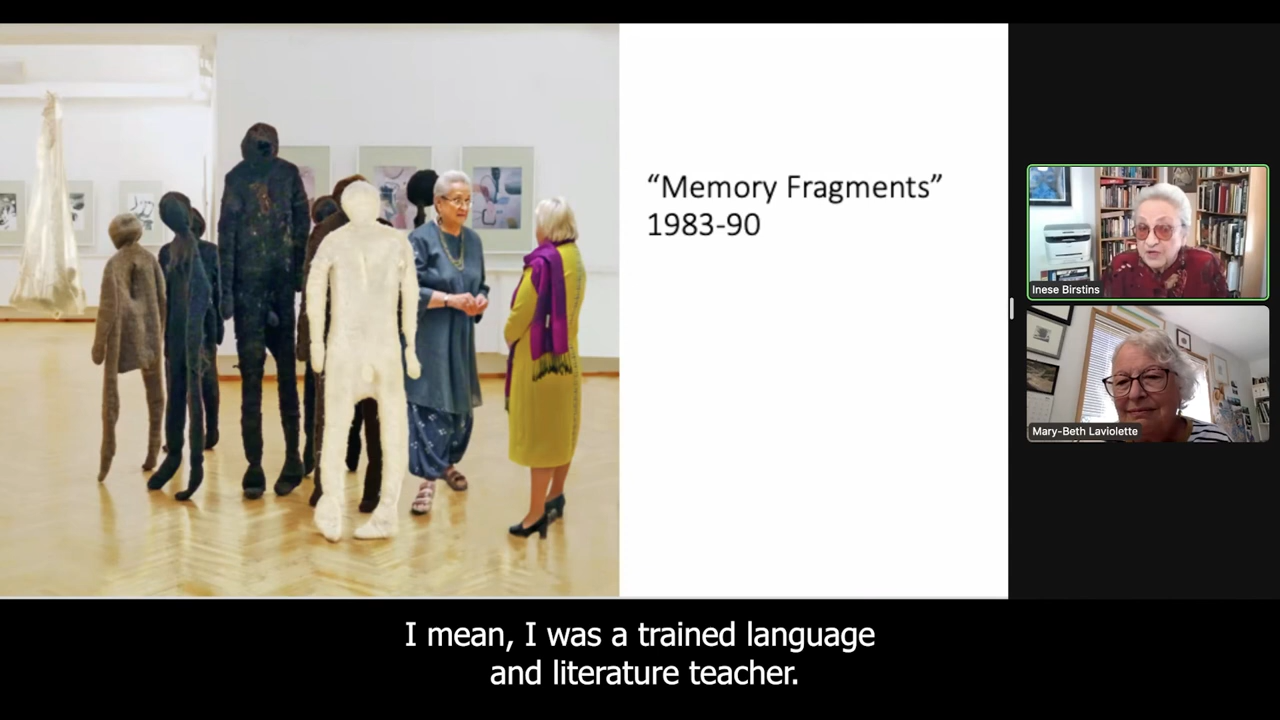 “Memory Fragments”
1983-90
Inese Birstins
Mary-Beth Laviolette
I mean, I was a trained language
and literature teacher.